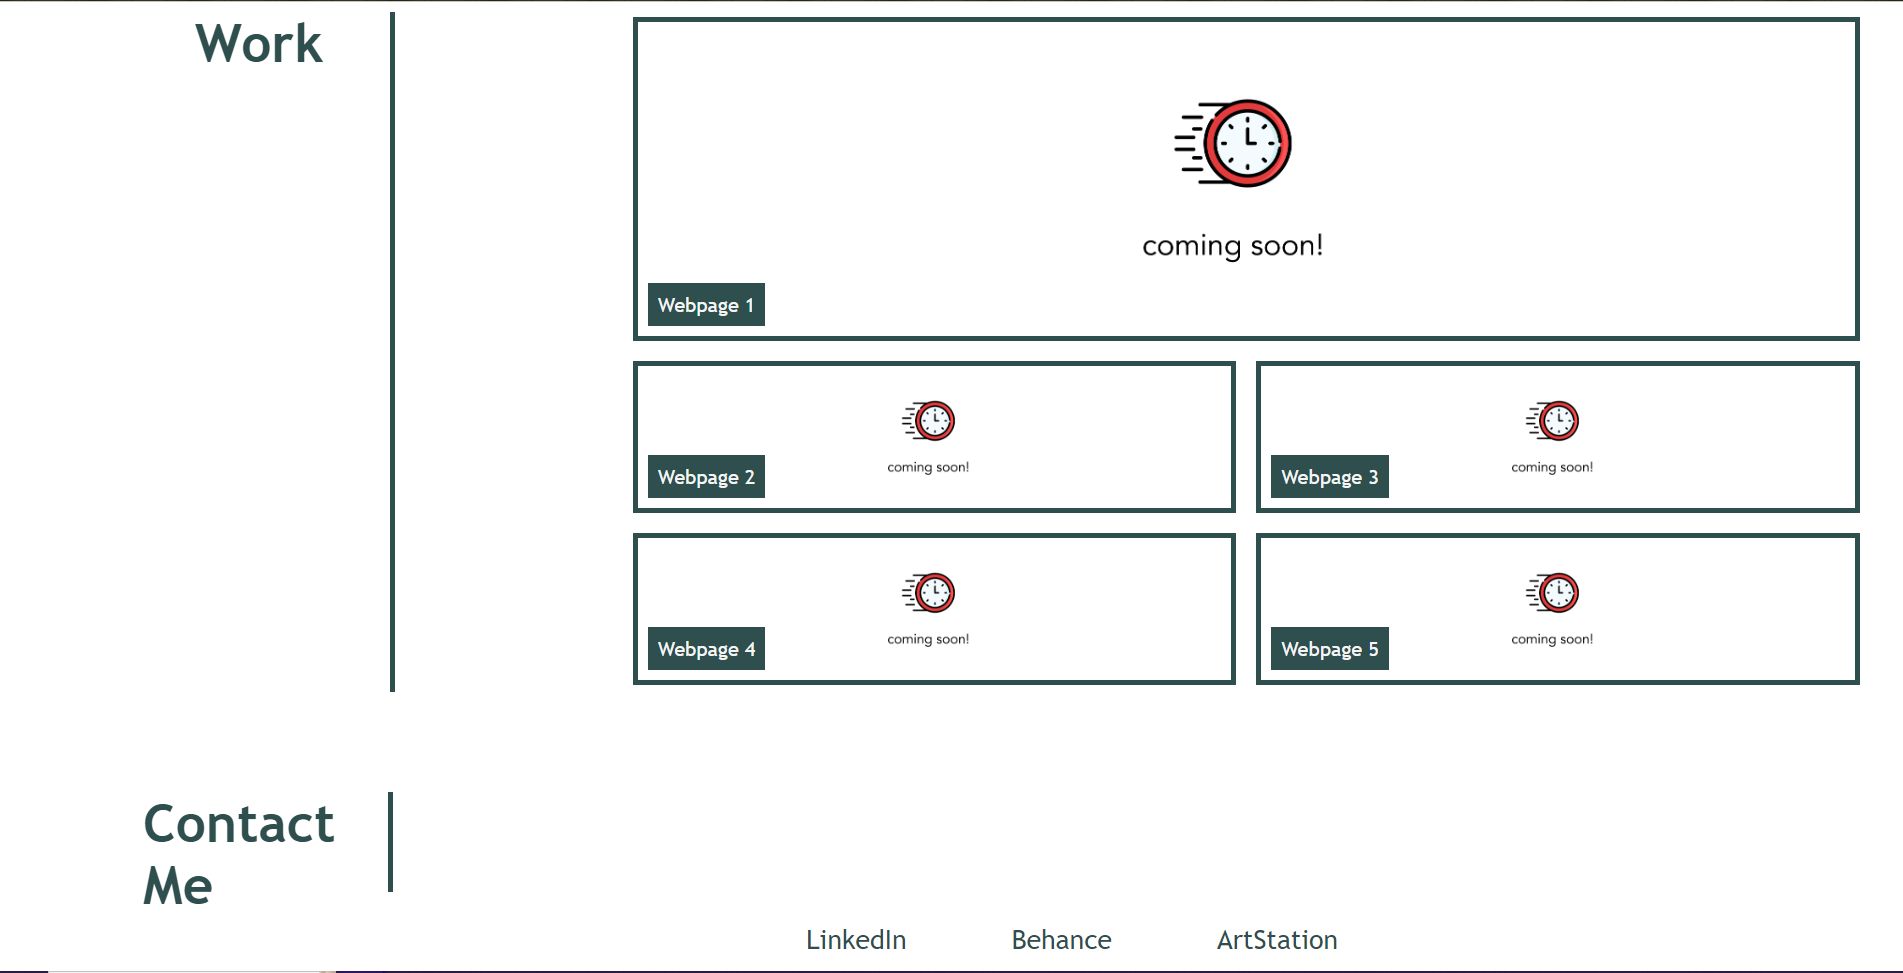 Work
coming soon!
Webpage 1
coming soon!
Webpage 2
coming soon!
Webpage 3
coming soon!
Webpage 4
coming soon!
Webpage 5
Contact
Me
LinkedIn Behance ArtStation